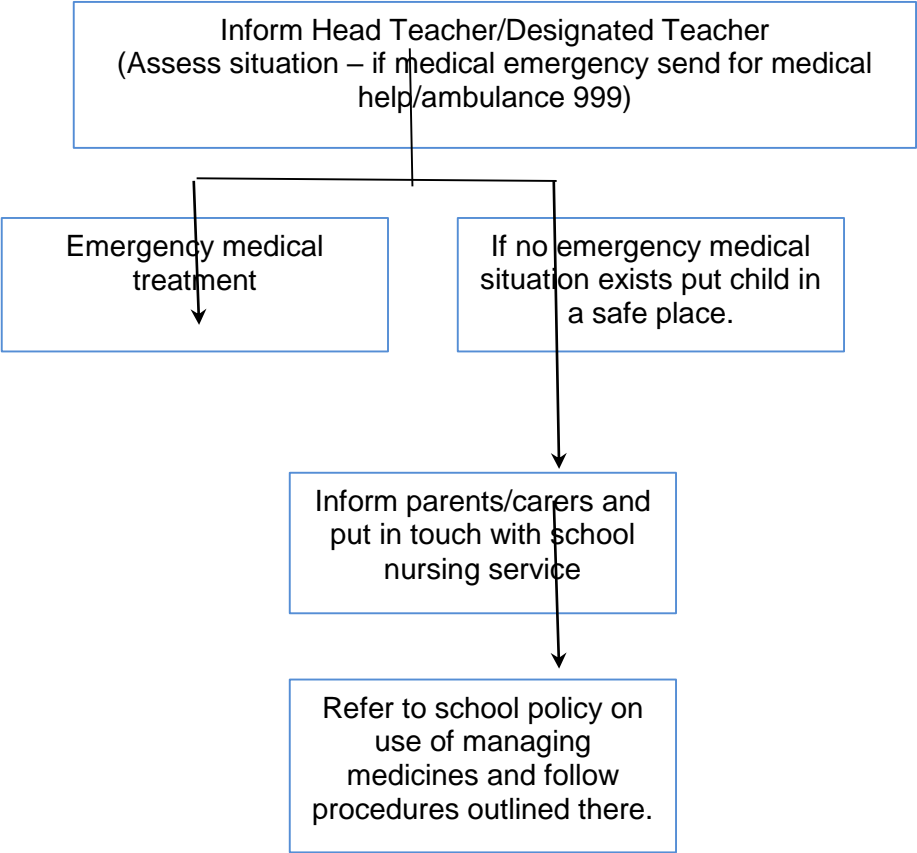 Inform Head Teacher/Designated Teacher
(Assess situation – if medical emergency send for medical
help/ambulance 999)
Emergency medical
treatment
If no emergency medical
situation exists put child in
a safe place.
Inform parents/carers and
put in touch with school
nursing service
Refer to school policy on
use of managing
medicines and follow
procedures outlined there.